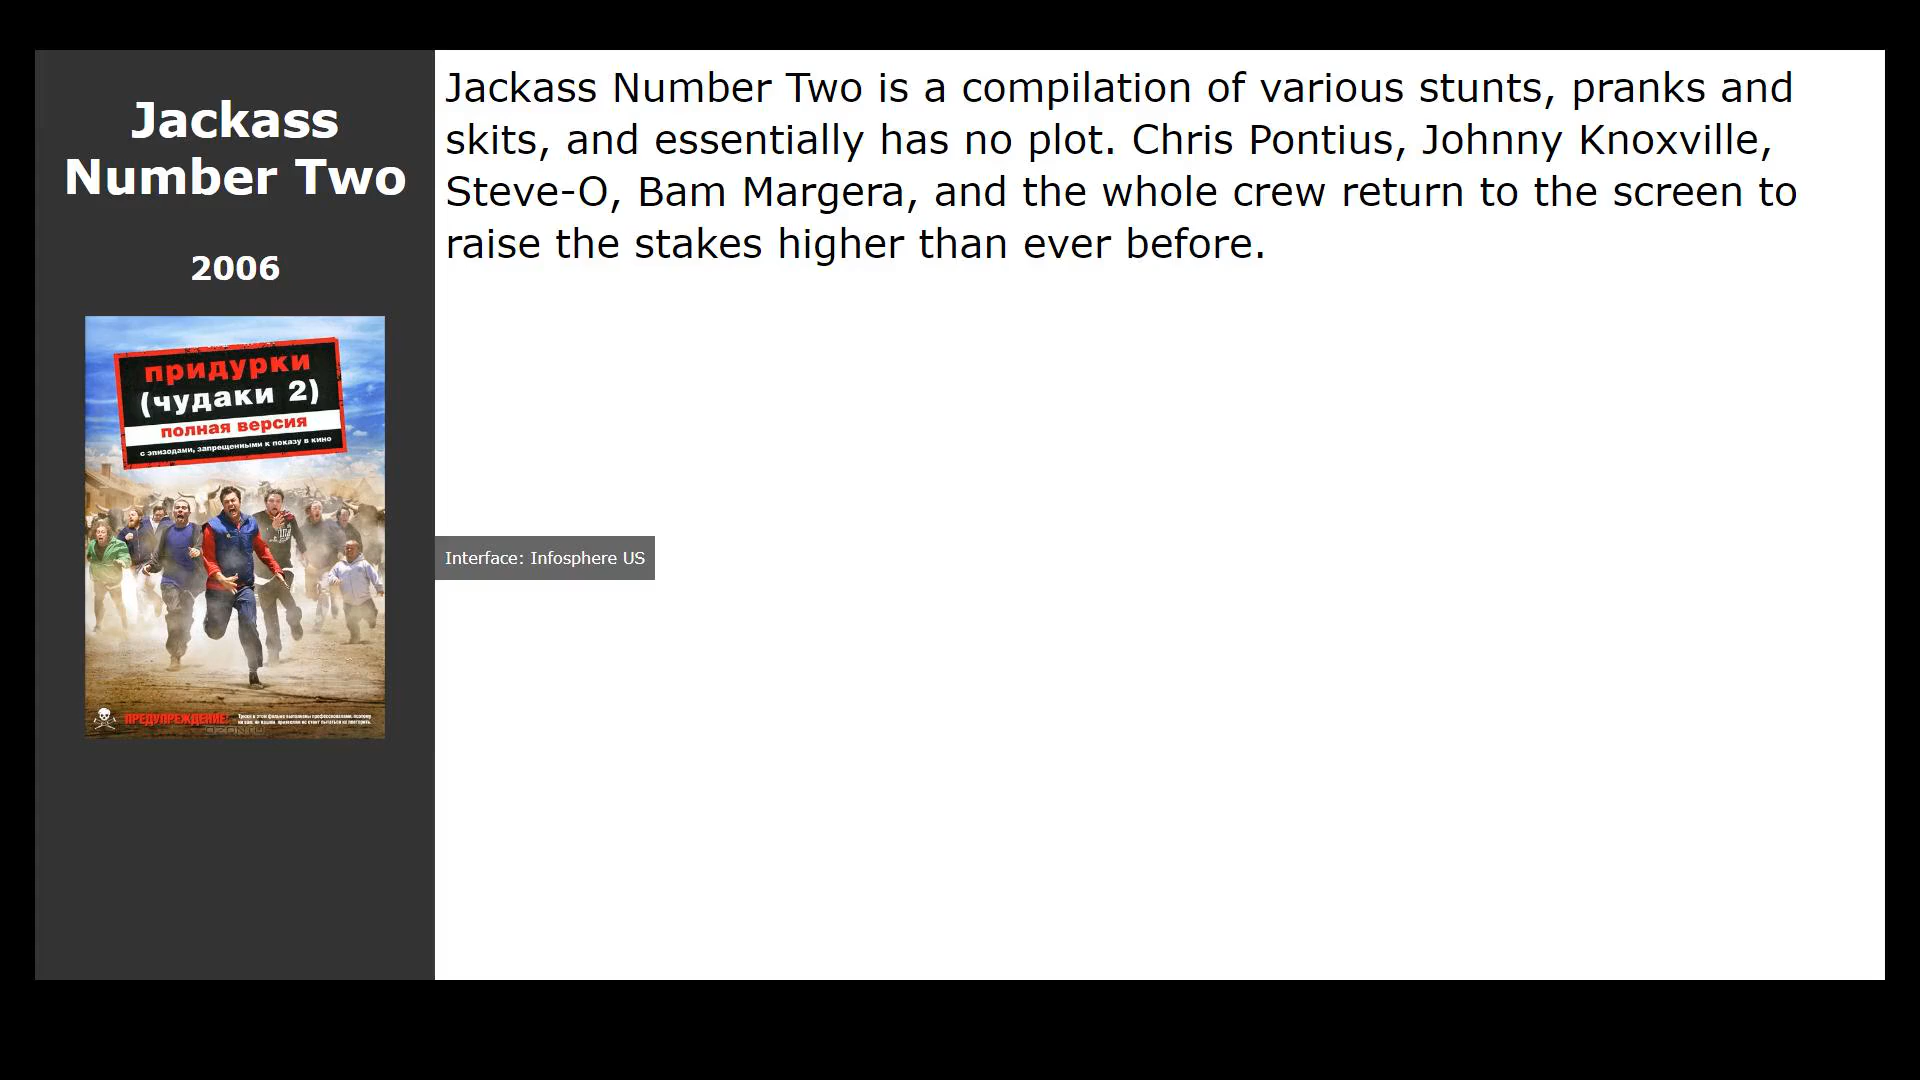 Jackass
Number Two
2006
придурки
(чудаки 2)
полная версия
с эпизодами, запрещенными к показу в кино
ПРЕДУПРЕЖДЕНИЕ!
Jackass Number Two is a compilation of various stunts, pranks and
skits, and essentially has no plot. Chris Pontius, Johnny Knoxville,
Steve-O, Bam Margera, and the whole crew return to the screen to
raise the stakes higher than ever before.
Interface: Infosphere US